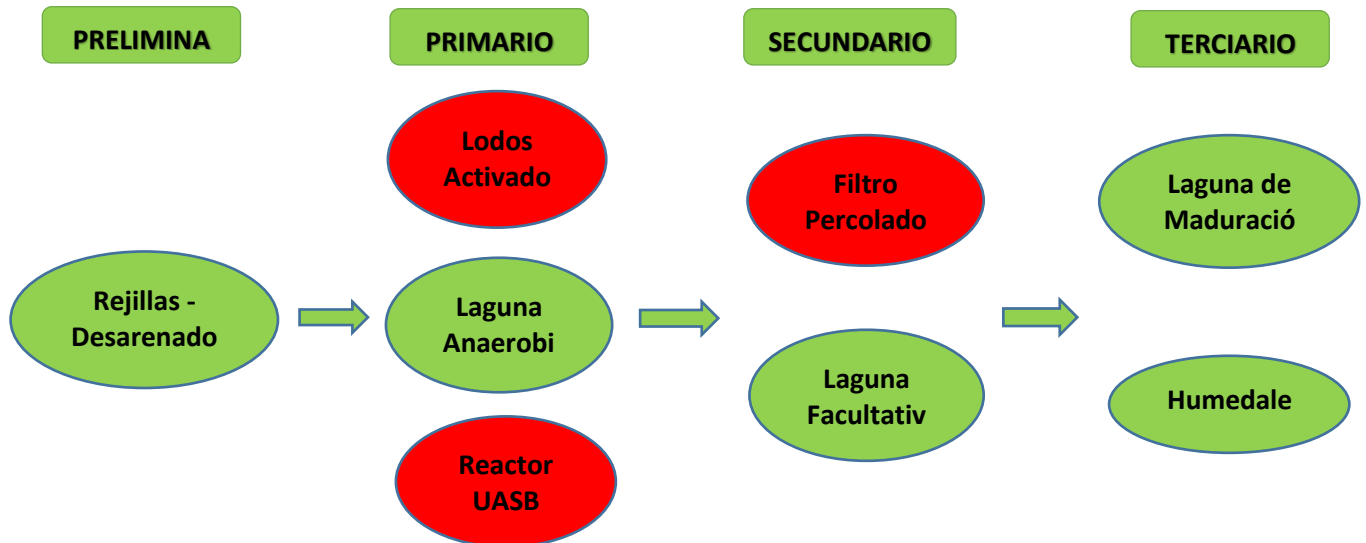 PRELIMINA
PRIMARIO
SECUNDARIO
TERCIARIO
Rejillas -
Desarenado
Lodos
Activado
Laguna
Anaerobi
Reactor
UASB
Filtro
Percolado
Laguna
Facultativ
Laguna de
Maduració
Humedale